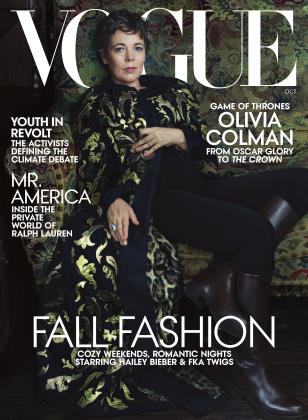 VOGUE
OCT
GAME OF THRONES
OLIVIA
COLMAN
FROM OSCAR GLORY
TO THE CROWN
YOUTH IN
REVOLT
THE ACTIVISTS
DEFINING THE
CLIMATE DEBATE
MR.
AMERICA
INSIDE THE
PRIVATE
WORLD OF
RALPH LAUREN
FALL FASHION
COZY WEEKENDS, ROMANTIC NIGHTS
STARRING HAILEY BIEBER & FKA TWIGS